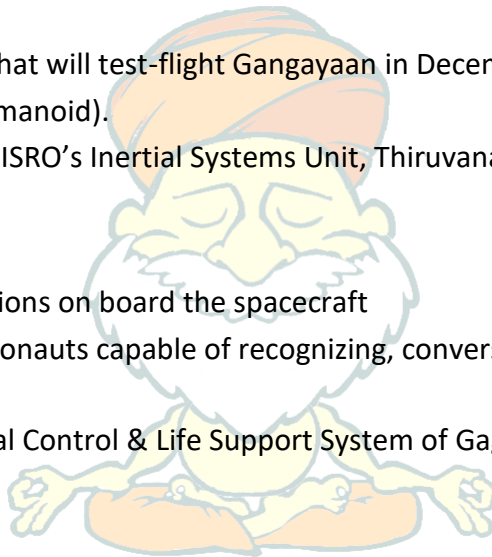 hat will test-flight Gangayaan in Decen
manoid).
ISRO's Inertial Systems Unit, Thiruvana
ions on board the spacecraft
onauts capable of recognizing, convers
al Control & Life Support System of Gag